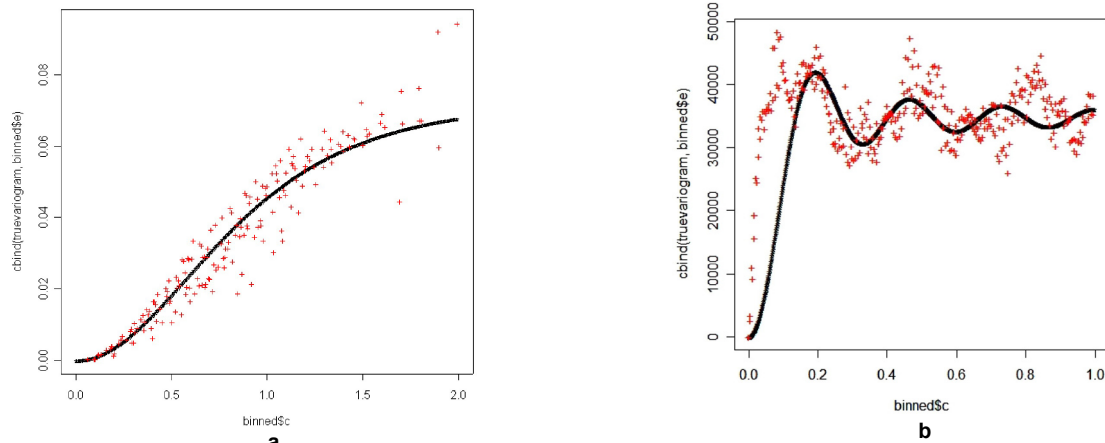 cbind(truevariogram, binned$e)
0.00 0.02 0.04 0.06 0.08
0.0 0.5 1.0 1.5 2.0
binned$c
a
cbind(truevariogram, binned$e)
0 10000 20000 30000 40000 50000
0.0 0.2 0.4 0.6 0.8 1.0
binned$c
b